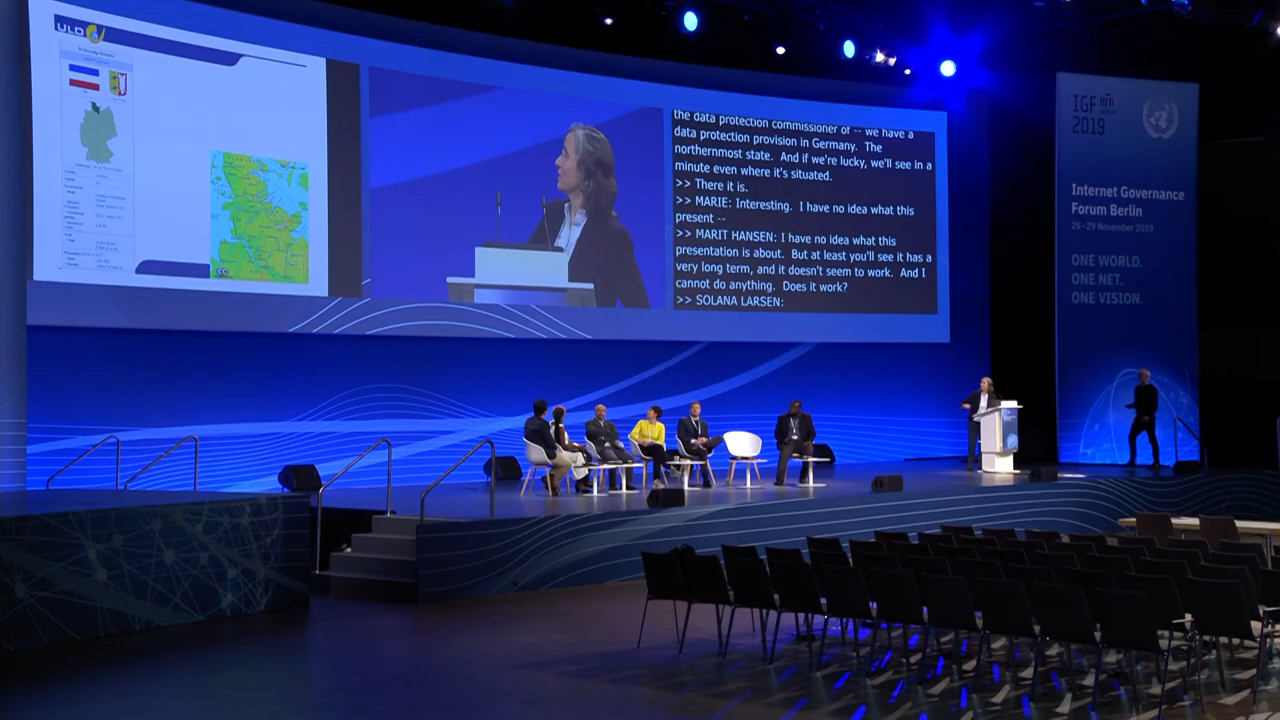 ULD
the data protection commissioner of -- we have a
data protection provision in Germany. The
northernmost state. And if we're lucky, we'll see in a
minute even where it's situated.
>> There it is.
>> MARIE: Interesting. I have no idea what this
present --
>> MARIT HANSEN: I have no idea what this
presentation is about. But at least you'll see it has a
very long term, and it doesn't seem to work. And I
cannot do anything. Does it work?
>> SOLANA LARSEN:
IGF
2019
Internet Governance
Forum Berlin
25–29 November 2019
ONE WORLD.
ONE NET.
ONE VISION.